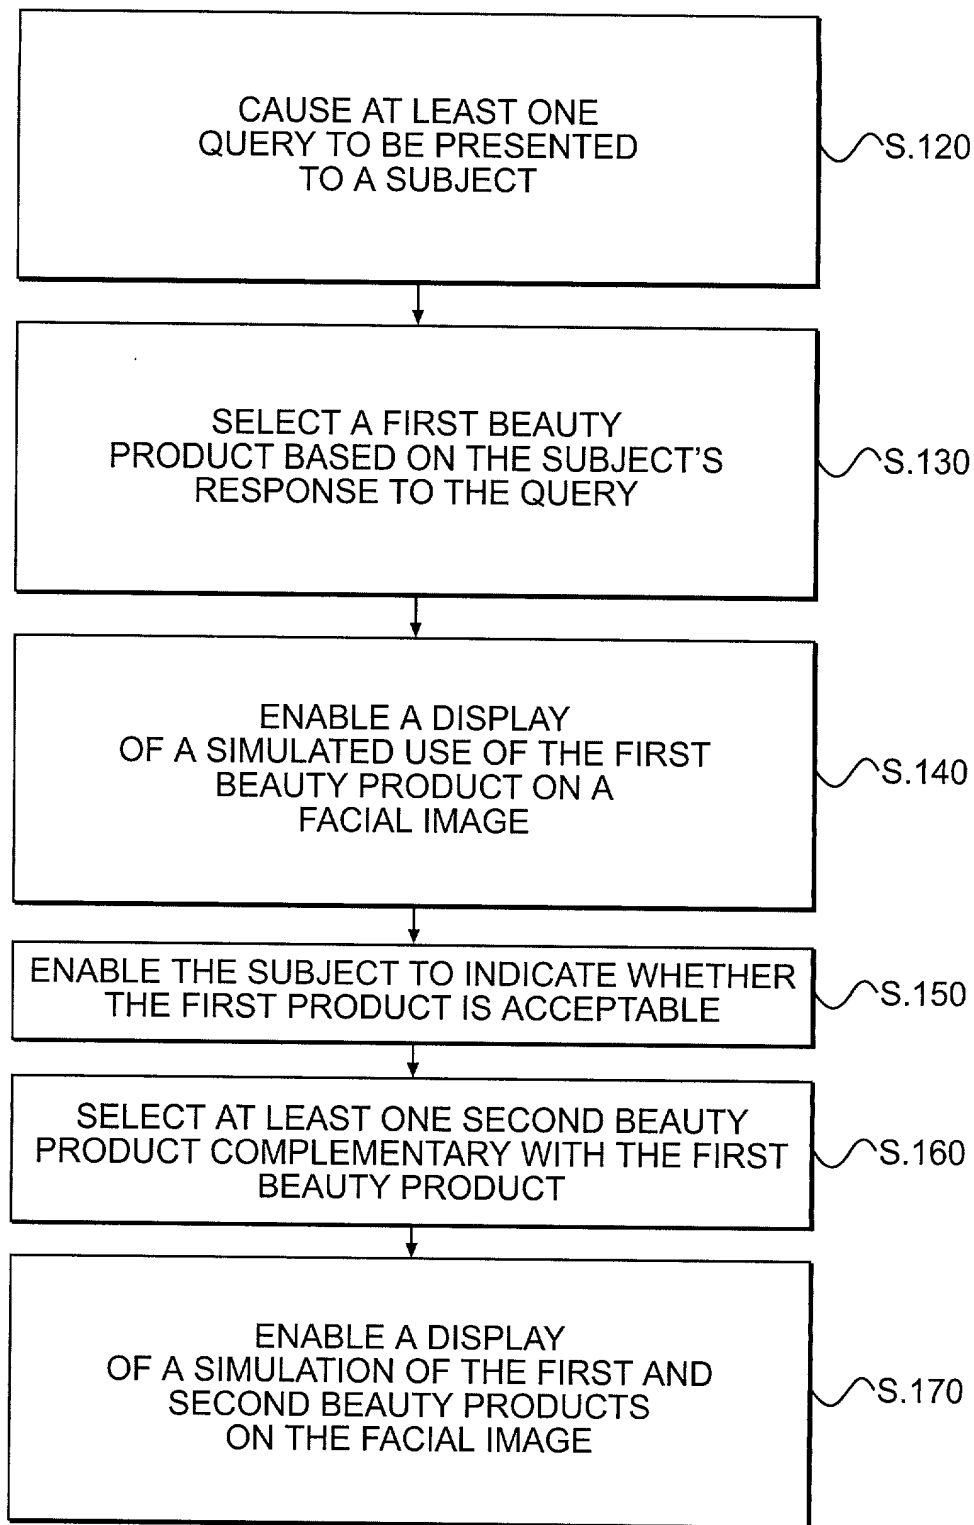 CAUSE AT LEAST ONE
QUERY TO BE PRESENTED
TO A SUBJECT
S.120
SELECT A FIRST BEAUTY
PRODUCT BASED ON THE SUBJECT'S
RESPONSE TO THE QUERY
S.130
ENABLE A DISPLAY
OF A SIMULATED USE OF THE FIRST
BEAUTY PRODUCT ON A
FACIAL IMAGE
S.140
ENABLE THE SUBJECT TO INDICATE WHETHER
THE FIRST PRODUCT IS ACCEPTABLE
S.150
SELECT AT LEAST ONE SECOND BEAUTY
PRODUCT COMPLEMENTARY WITH THE FIRST
BEAUTY PRODUCT
S.160
ENABLE A DISPLAY
OF A SIMULATION OF THE FIRST AND
SECOND BEAUTY PRODUCTS
ON THE FACIAL IMAGE
S.170